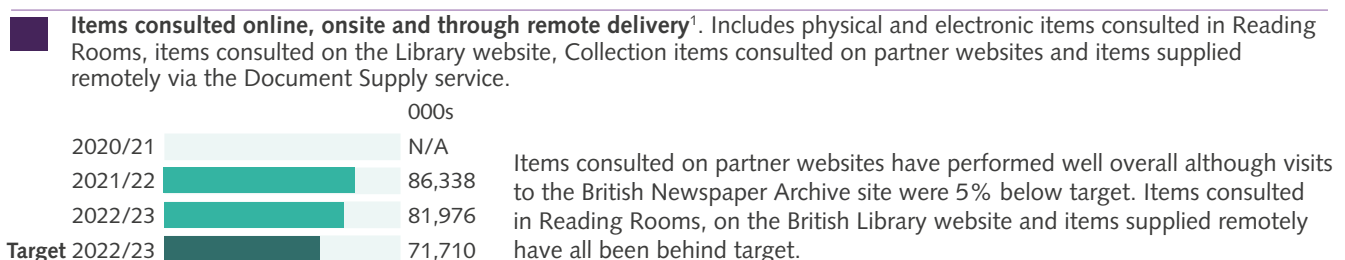 Items consulted online, onsite and through remote delivery¹. Includes physical and electronic items consulted in Reading
Rooms, items consulted on the Library website, Collection items consulted on partner websites and items supplied
remotely via the Document Supply service.
000s
2020/21 N/A
2021/22 86,338
2022/23 81,976
Target 2022/23 71,710
Items consulted on partner websites have performed well overall although visits
to the British Newspaper Archive site were 5% below target. Items consulted
in Reading Rooms, on the British Library website and items supplied remotely
have all been behind target.